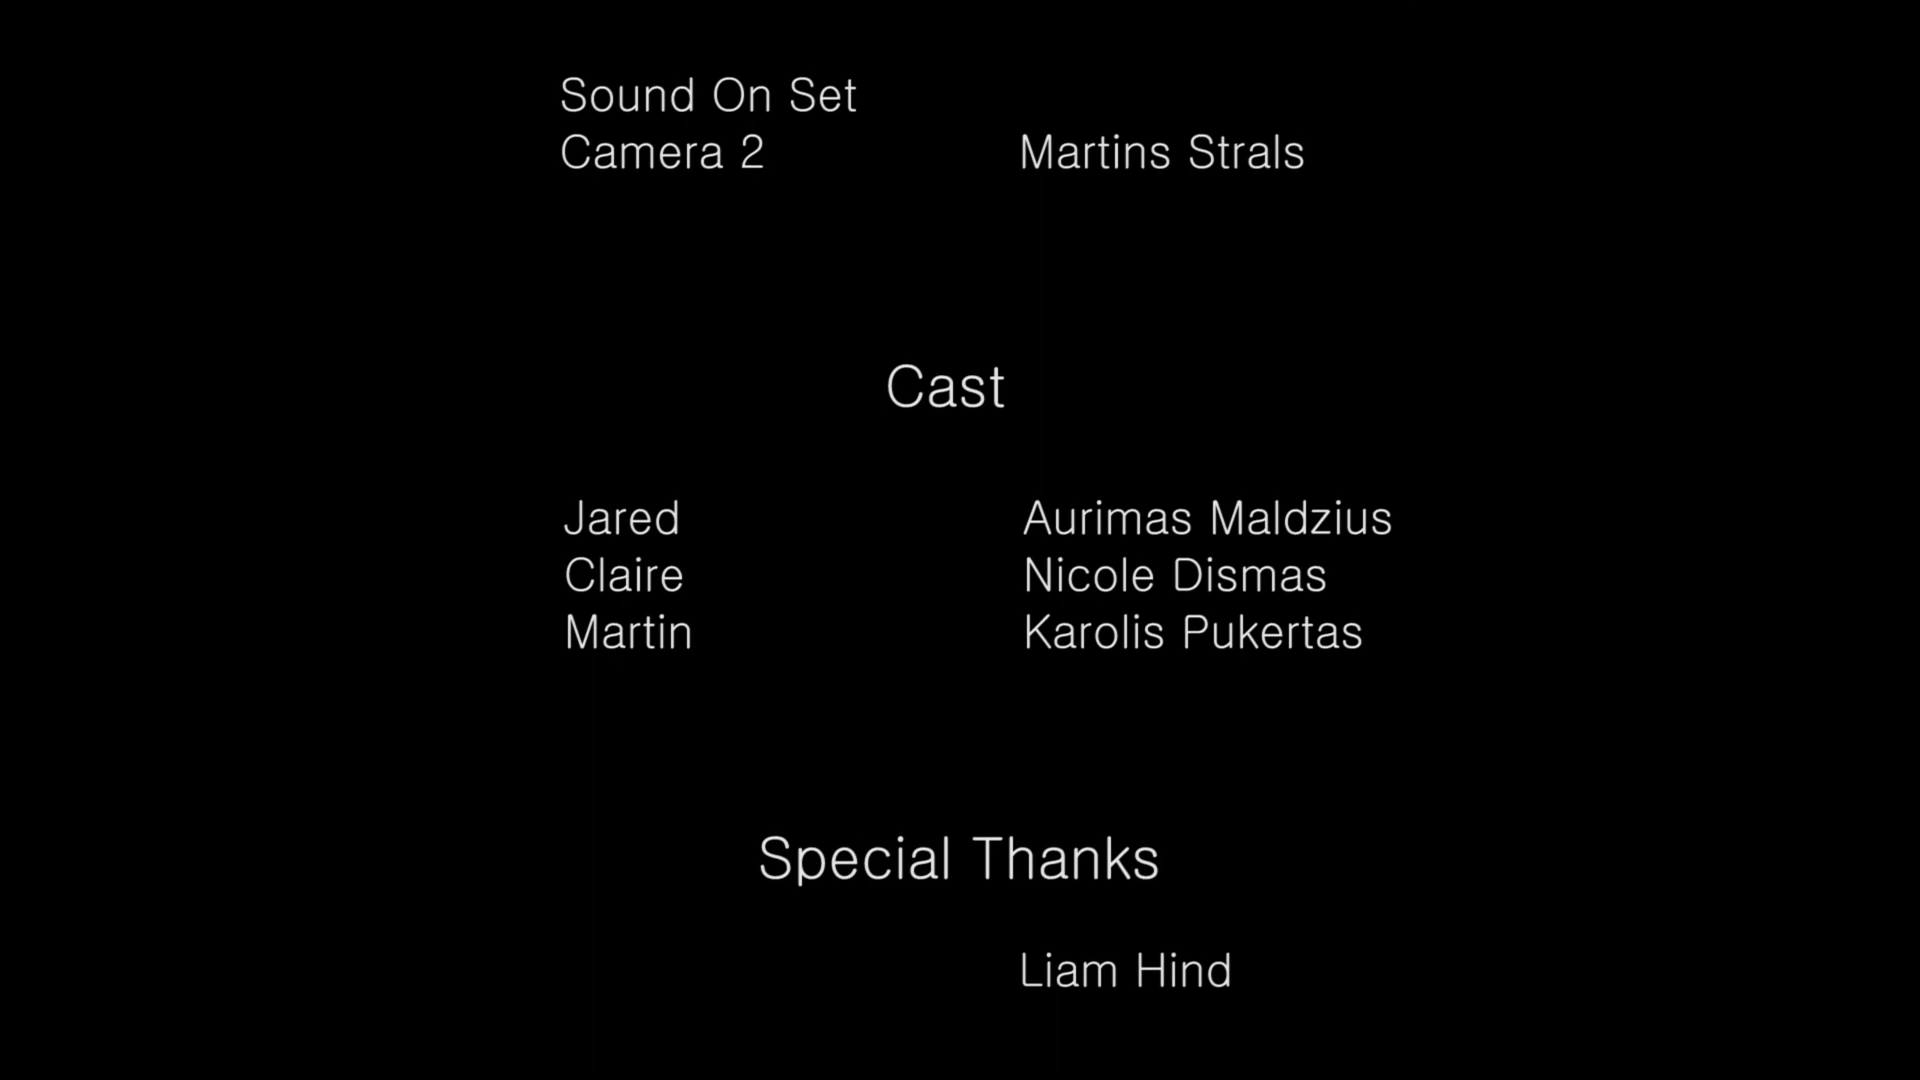 Sound On Set
Camera 2 Martins Strals
Cast
Jared Aurimas Maldzius
Claire Nicole Dismas
Martin Karolis Pukertas
Special Thanks
Liam Hind